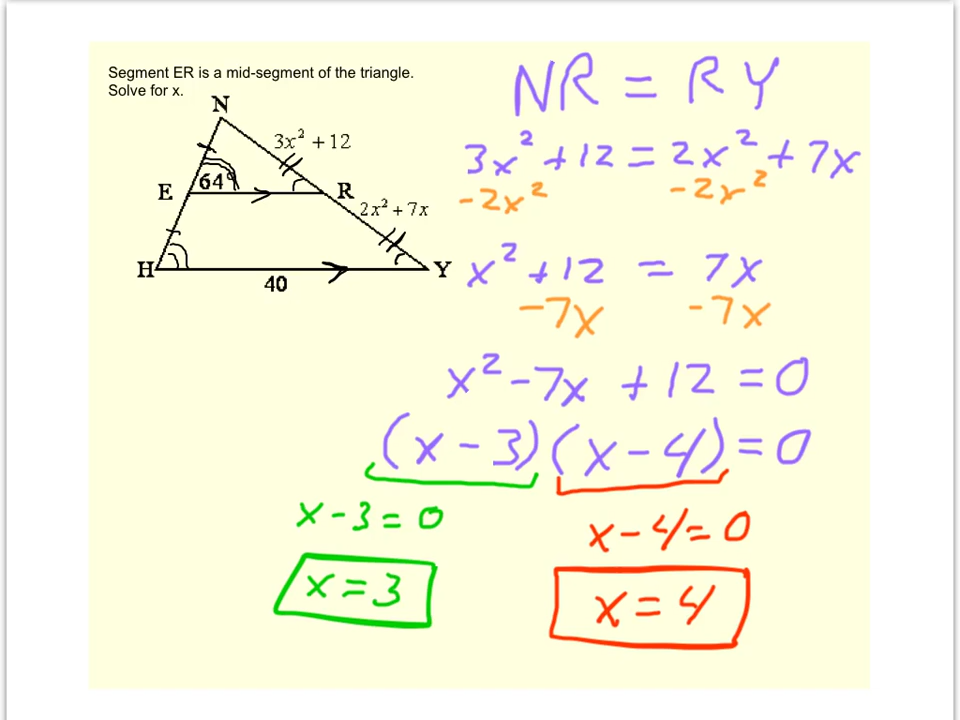 Segment ER is a mid-segment of the triangle.
Solve for x.
N
3x² + 12
E
64°
R
2x² + 7x
H
Y
40
NR = RY
3x² + 12 = 2x² + 7x
-2x² -2x²
x² + 12 = 7x
-7x -7x
x² - 7x + 12 = 0
(x - 3)(x - 4) = 0
x - 3 = 0
x = 3
x - 4 = 0
x = 4